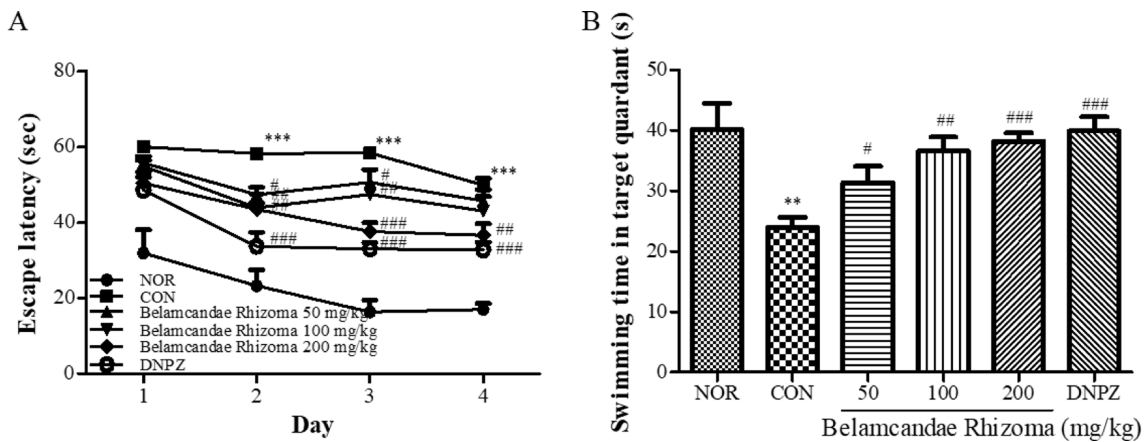 A
Escape latency (sec)
80
60
40
20
0
***
***
***
#
##
##
#
##
###
###
##
###
###
###
NOR
CON
Belamcandae Rhizoma 50 mg/kg
Belamcandae Rhizoma 100 mg/kg
Belamcandae Rhizoma 200 mg/kg
DNPZ
1 2 3 4
Day
B
Swimming time in target quardant (s)
50
40
30
20
10
0
**
#
##
###
###
NOR CON 50 100 200 DNPZ
Belamcandae Rhizoma (mg/kg)